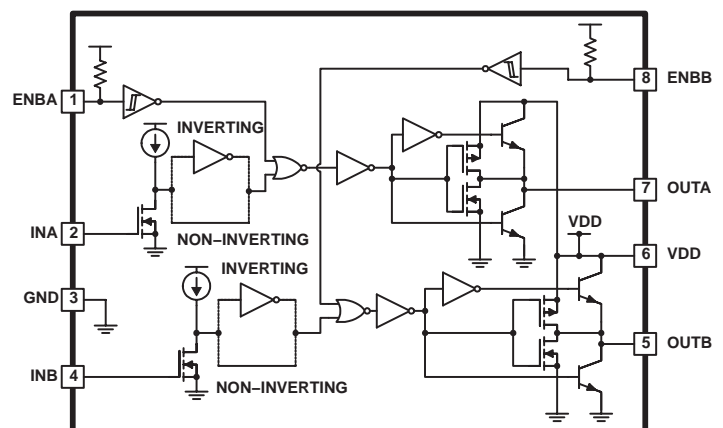 ENBA 1
8 ENBB
INVERTING
7 OUTA
INA 2
NON–INVERTING
VDD
6 VDD
INVERTING
GND 3
5 OUTB
INB 4
NON–INVERTING